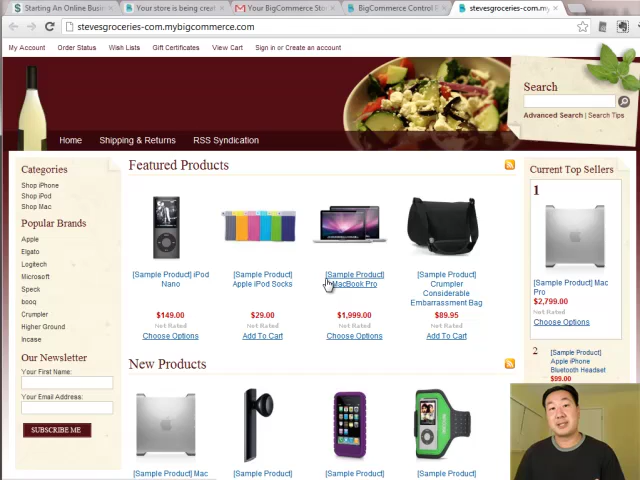 Starting An Online Busi
Your store is being crea
Your BigCommerce Sto
BigCommerce Control P
stevesgroceries-com.my
stevesgroceries-com.mybigcommerce.com
My Account Order Status Wish Lists Gift Certificates View Cart Sign in or Create an account
Search
Advanced Search | Search Tips
Home Shipping & Returns RSS Syndication
Categories
Shop iPhone
Shop iPod
Shop Mac
Popular Brands
Apple
Elgato
Logitech
Microsoft
Speck
booq
Crumpler
Higher Ground
Incase
Our Newsletter
Your First Name:
Your Email Address:
SUBSCRIBE ME
Featured Products
[Sample Product] iPod
Nano
$149.00
Not Rated
Choose Options
[Sample Product]
Apple iPod Socks
$29.00
Not Rated
Add To Cart
[Sample Product]
MacBook Pro
$1,999.00
Not Rated
Choose Options
[Sample Product]
Crumpler
Considerable
Embarrassment Bag
$89.95
Not Rated
Add To Cart
New Products
[Sample Product] Mac
[Sample Product]
[Sample Product]
[Sample Product]
Current Top Sellers
1
[Sample Product] Mac
Pro
$2,799.00
Not Rated
Choose Options
2
[Sample Product]
Apple iPhone
Bluetooth Headset
$99.00